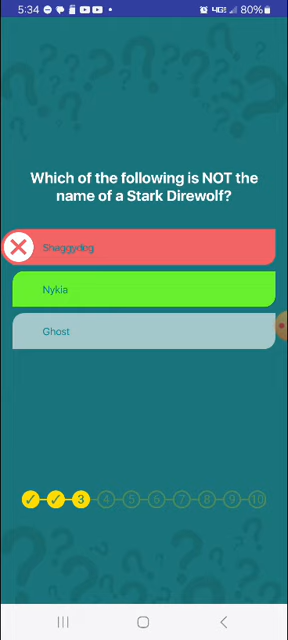 5:34
4G
80%
Which of the following is NOT the
name of a Stark Direwolf?
Shaggydog
Nykia
Ghost
3
4
5
6
7
8
9
10